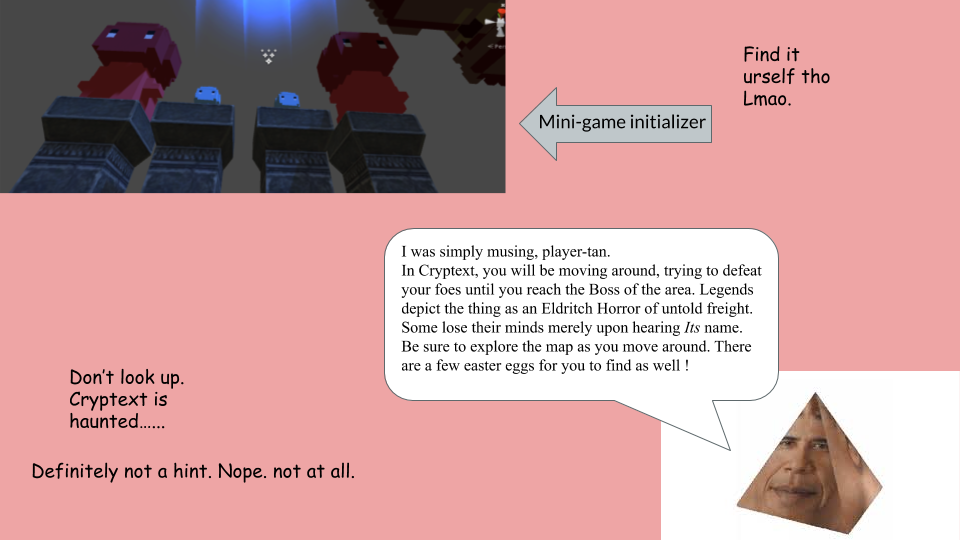 Find it
urself tho
Lmao.
Mini-game initializer
I was simply musing, player-tan.
In Cryptext, you will be moving around, trying to defeat
your foes until you reach the Boss of the area. Legends
depict the thing as an Eldritch Horror of untold freight.
Some lose their minds merely upon hearing Its name.
Be sure to explore the map as you move around. There
are a few easter eggs for you to find as well !
Don’t look up.
Cryptext is
haunted…...
Definitely not a hint. Nope. not at all.